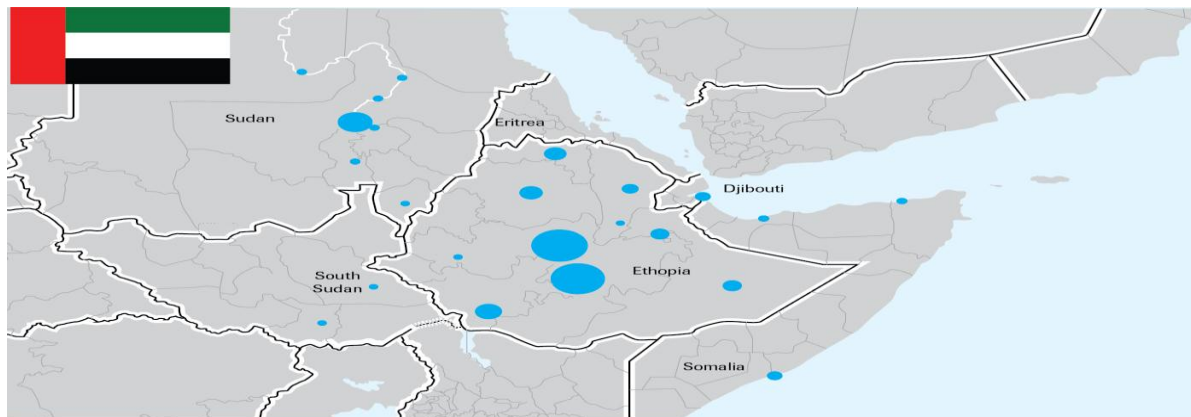 Sudan
Eritrea
Djibouti
South
Sudan
Ethopia
Somalia